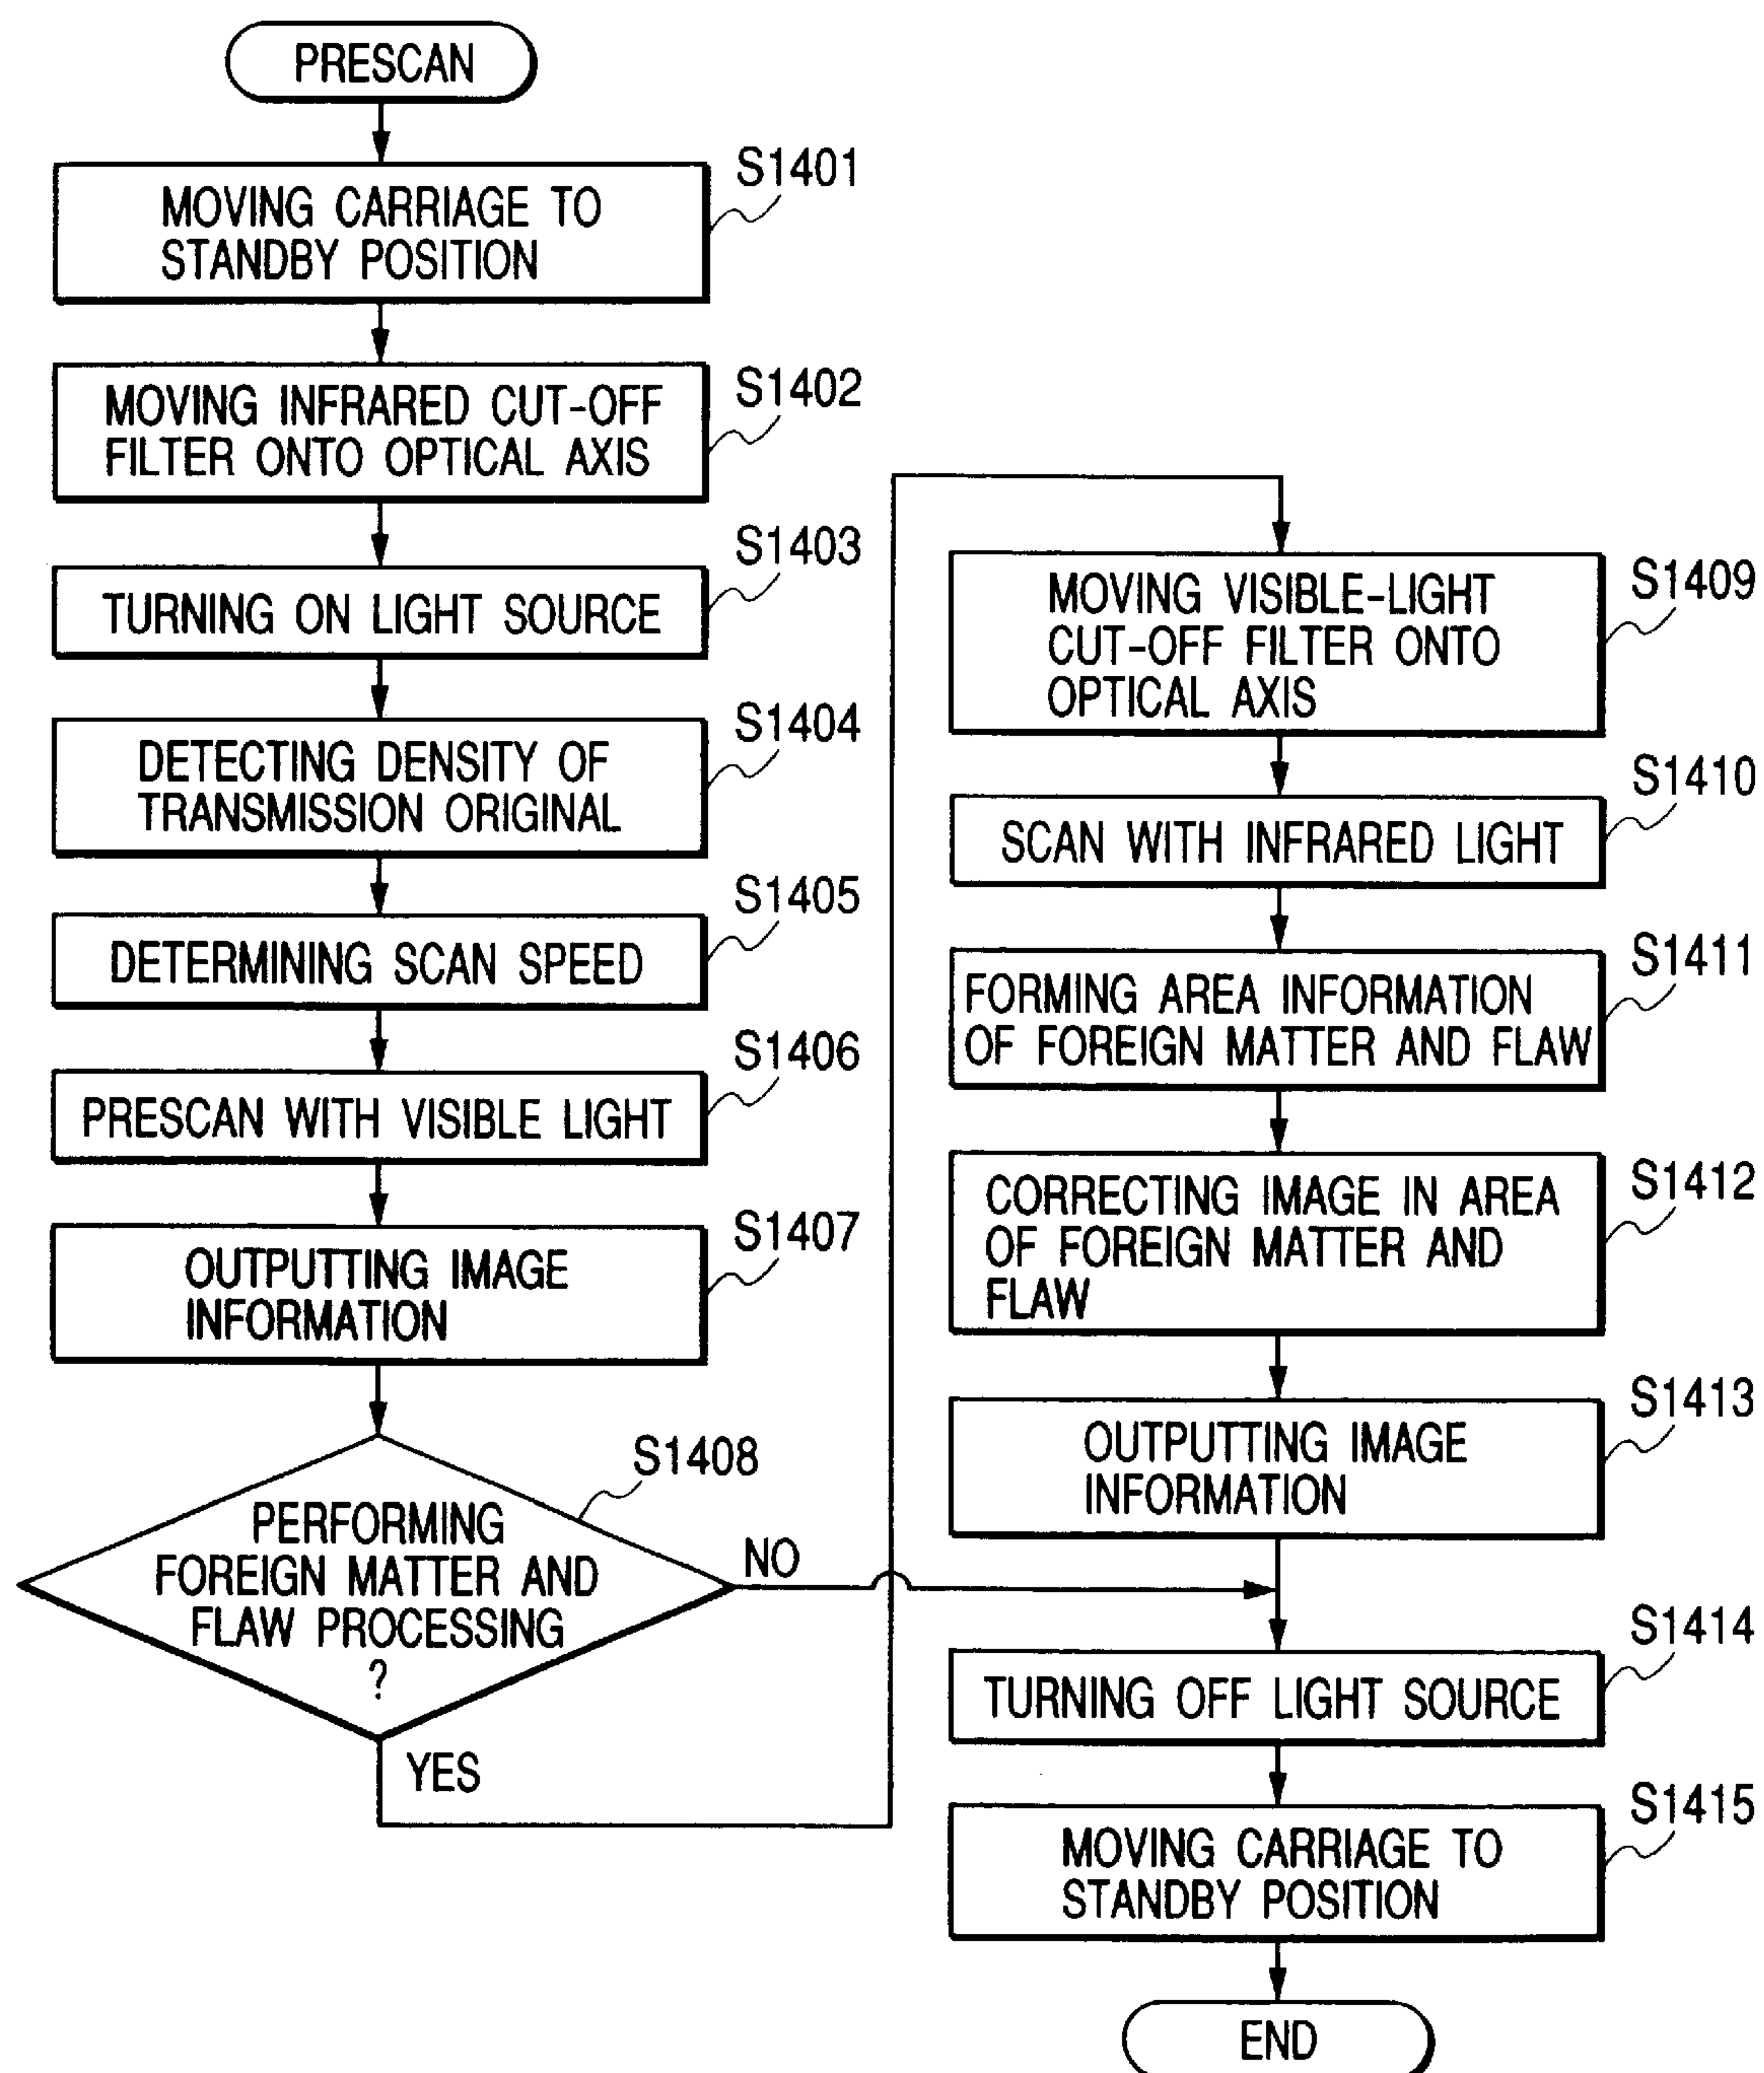 PRESCAN
S1401
MOVING CARRIAGE TO
STANDBY POSITION
S1402
MOVING INFRARED CUT-OFF
FILTER ONTO OPTICAL AXIS
S1403
TURNING ON LIGHT SOURCE
S1404
DETECTING DENSITY OF
TRANSMISSION ORIGINAL
S1405
DETERMINING SCAN SPEED
S1406
PRESCAN WITH VISIBLE LIGHT
S1407
OUTPUTTING IMAGE
INFORMATION
S1408
PERFORMING
FOREIGN MATTER AND
FLAW PROCESSING
?
NO
YES
S1409
MOVING VISIBLE-LIGHT
CUT-OFF FILTER ONTO
OPTICAL AXIS
S1410
SCAN WITH INFRARED LIGHT
S1411
FORMING AREA INFORMATION
OF FOREIGN MATTER AND FLAW
S1412
CORRECTING IMAGE IN AREA
OF FOREIGN MATTER AND
FLAW
S1413
OUTPUTTING IMAGE
INFORMATION
S1414
TURNING OFF LIGHT SOURCE
S1415
MOVING CARRIAGE TO
STANDBY POSITION
END